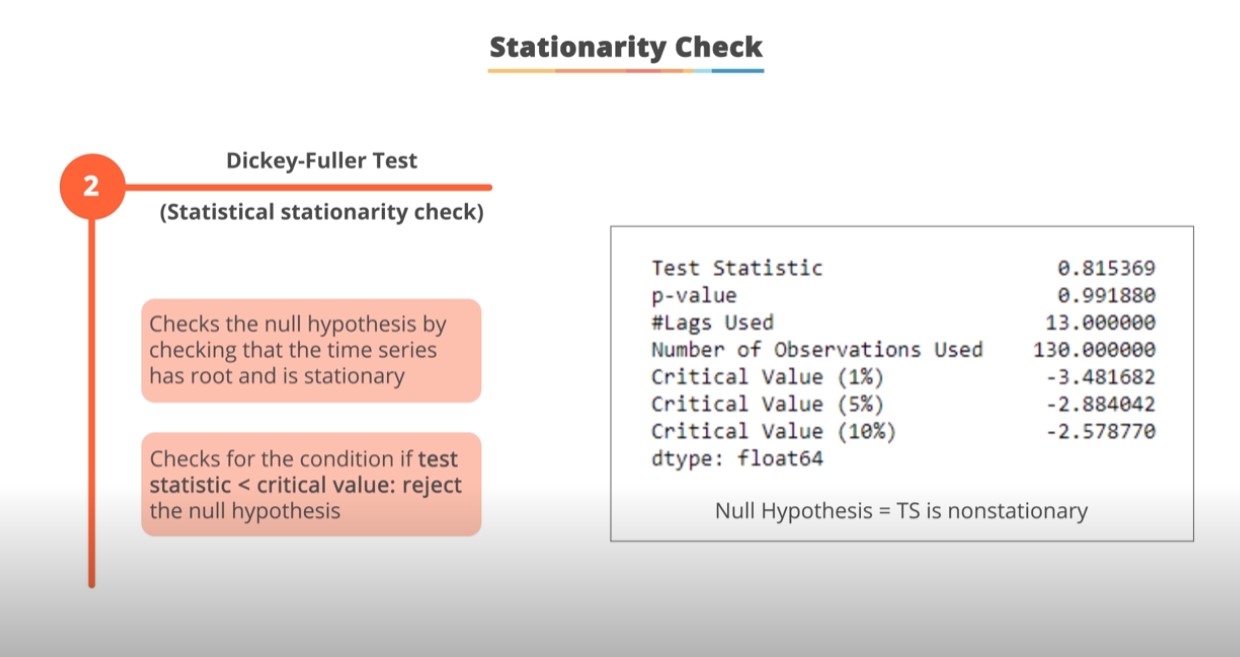 Stationarity Check
2
Dickey-Fuller Test
(Statistical stationarity check)
Checks the null hypothesis by
checking that the time series
has root and is stationary
Checks for the condition if test
statistic < critical value: reject
the null hypothesis
Test Statistic 0.815369
p-value 0.991880
#Lags Used 13.000000
Number of Observations Used 130.000000
Critical Value (1%) -3.481682
Critical Value (5%) -2.884042
Critical Value (10%) -2.578770
dtype: float64
Null Hypothesis = TS is nonstationary